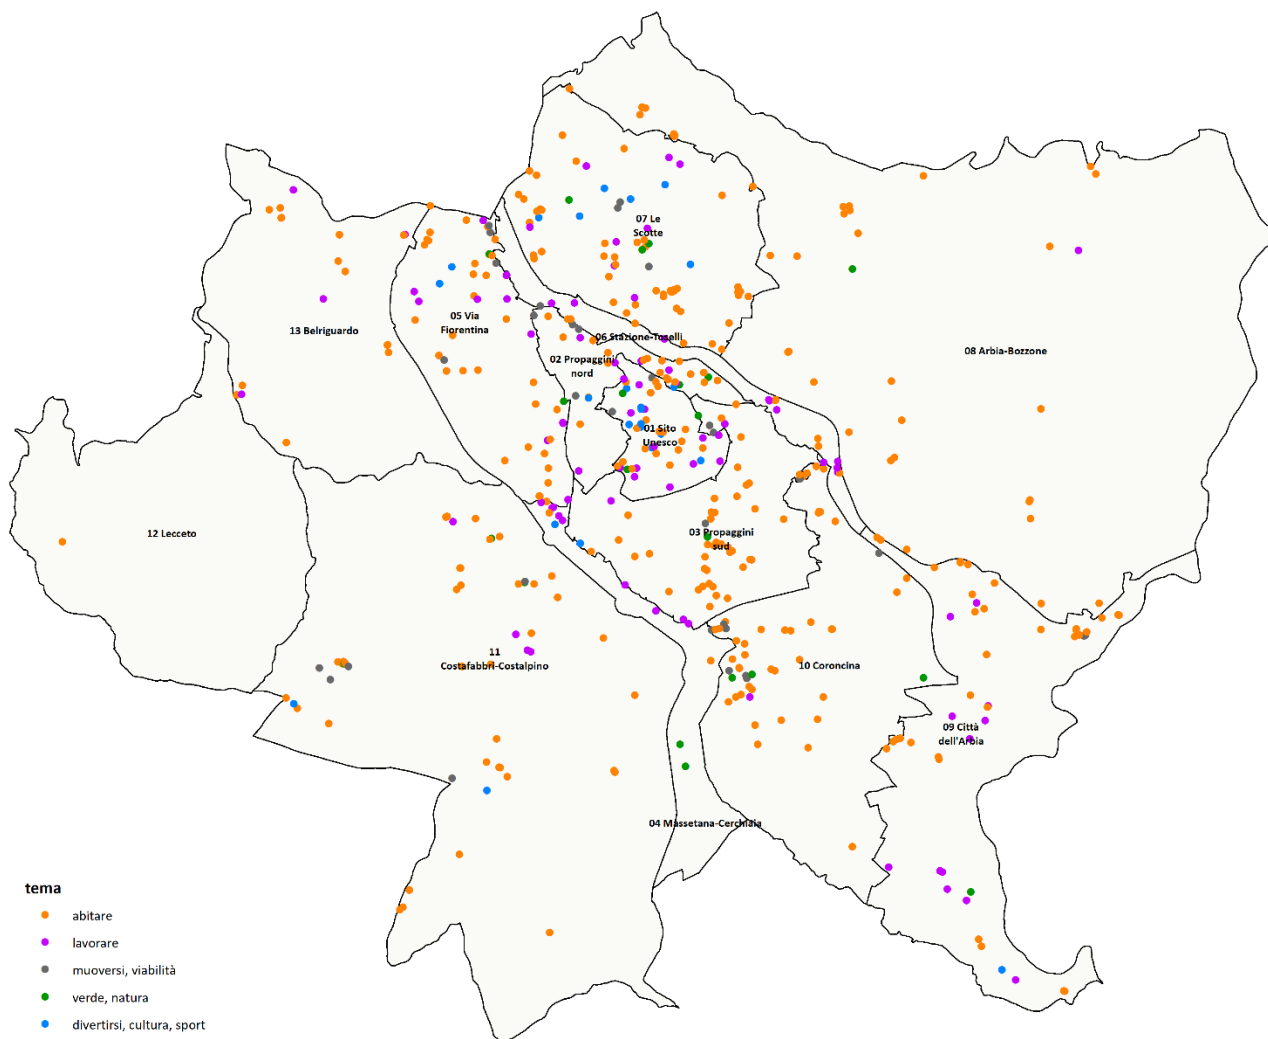 07 Le
Scotte
05 Via
Fiorentina
13 Belriguardo
06 Stazione-Toselli
02 Propaggini
nord
08 Arbia-Bozzone
01 Sito
Unesco
12 Lecceto
03 Propaggini
sud
11
Costafabbri-Costalpino
10 Coroncina
09 Città
dell'Arbia
04 Massetana-Cerchiaia
tema
abitare
lavorare
muoversi, viabilità
verde, natura
divertirsi, cultura, sport